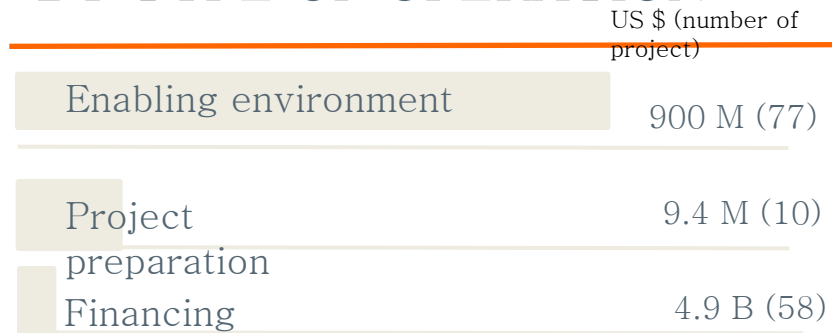 US $ (number of
project)
Enabling environment
900 M (77)
Project
preparation
9.4 M (10)
Financing
4.9 B (58)